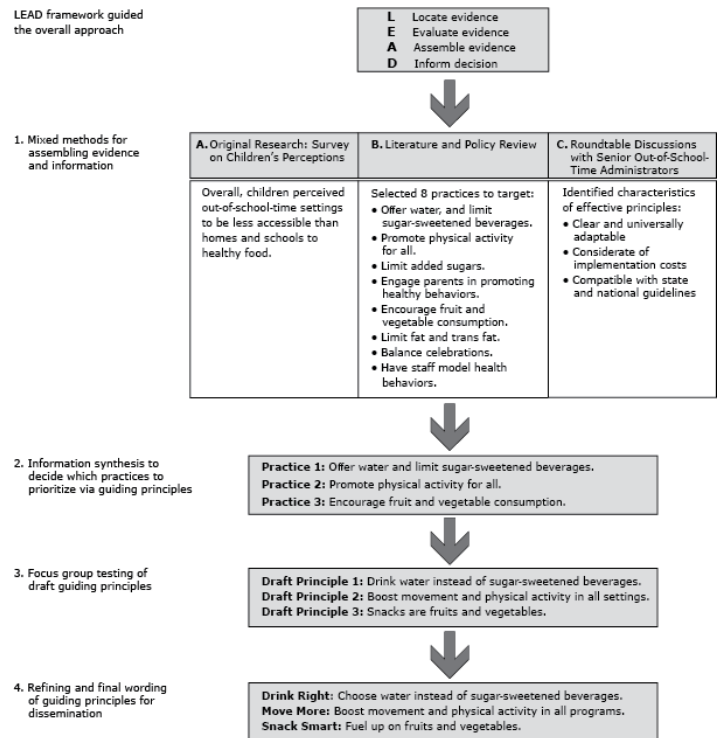 LEAD framework guided
the overall approach
L Locate evidence
E Evaluate evidence
A Assemble evidence
D Inform decision
1. Mixed methods for
assembling evidence
and information
A. Original Research: Survey
on Children's Perceptions
Overall, children perceived
out-of-school-time settings
to be less accessible than
homes and schools to
healthy food.
B. Literature and Policy Review
Selected 8 practices to target:
• Offer water, and limit
sugar-sweetened beverages.
• Promote physical activity
for all.
• Limit added sugars.
• Engage parents in promoting
healthy behaviors.
• Encourage fruit and
vegetable consumption.
• Limit fat and trans fat.
• Balance celebrations.
• Have staff model health
behaviors.
C. Roundtable Discussions
with Senior Out-of-School-
Time Administrators
Identified characteristics
of effective principles:
• Clear and universally
adaptable
• Considerate of
implementation costs
• Compatible with state
and national guidelines
2. Information synthesis to
decide which practices to
prioritize via guiding principles
Practice 1: Offer water and limit sugar-sweetened beverages.
Practice 2: Promote physical activity for all.
Practice 3: Encourage fruit and vegetable consumption.
3. Focus group testing of
draft guiding principles
Draft Principle 1: Drink water instead of sugar-sweetened beverages.
Draft Principle 2: Boost movement and physical activity in all settings.
Draft Principle 3: Snacks are fruits and vegetables.
4. Refining and final wording
of guiding principles for
dissemination
Drink Right: Choose water instead of sugar-sweetened beverages.
Move More: Boost movement and physical activity in all programs.
Snack Smart: Fuel up on fruits and vegetables.